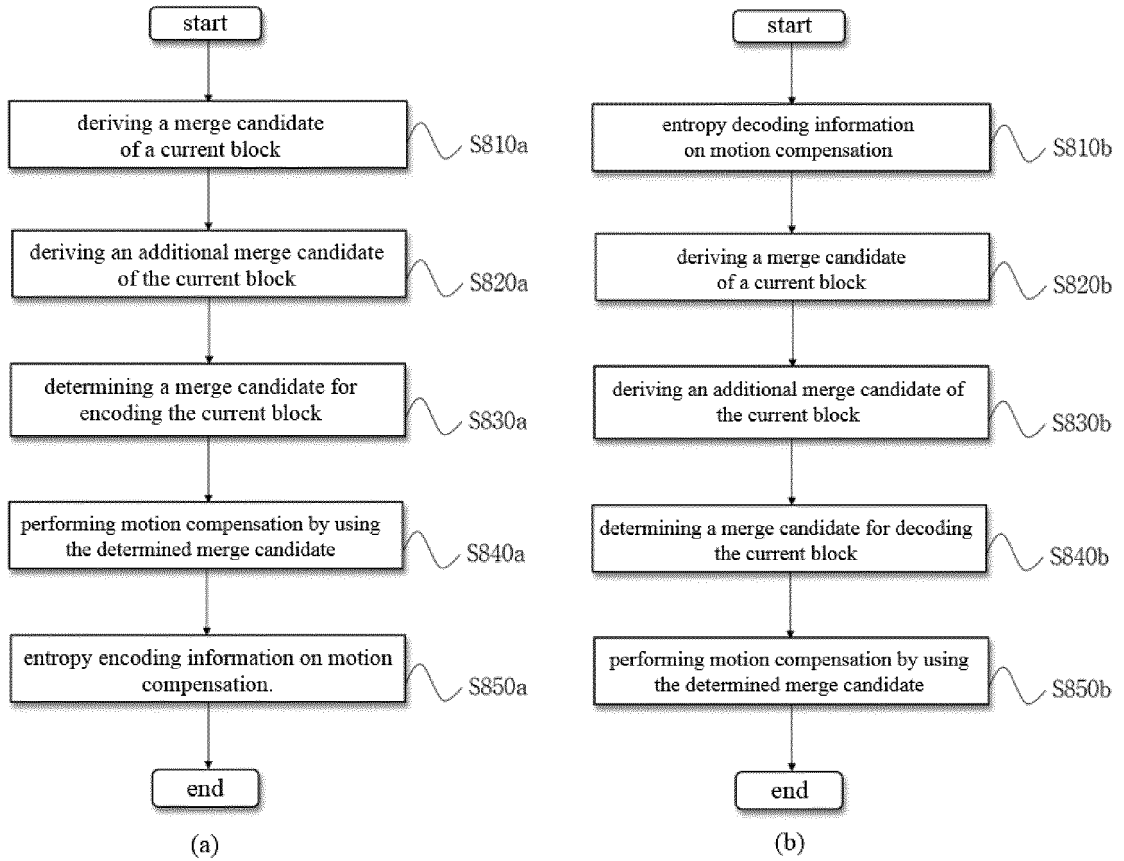 start
deriving a merge candidate
of a current block
S810a
deriving an additional merge candidate
of the current block
S820a
determining a merge candidate for
encoding the current block
S830a
performing motion compensation by using
the determined merge candidate
S840a
entropy encoding information on motion
compensation.
S850a
end
(a)
start
entropy decoding information
on motion compensation
S810b
deriving a merge candidate
of a current block
S820b
deriving an additional merge candidate of
the current block
S830b
determining a merge candidate for decoding
the current block
S840b
performing motion compensation by using
the determined merge candidate
S850b
end
(b)